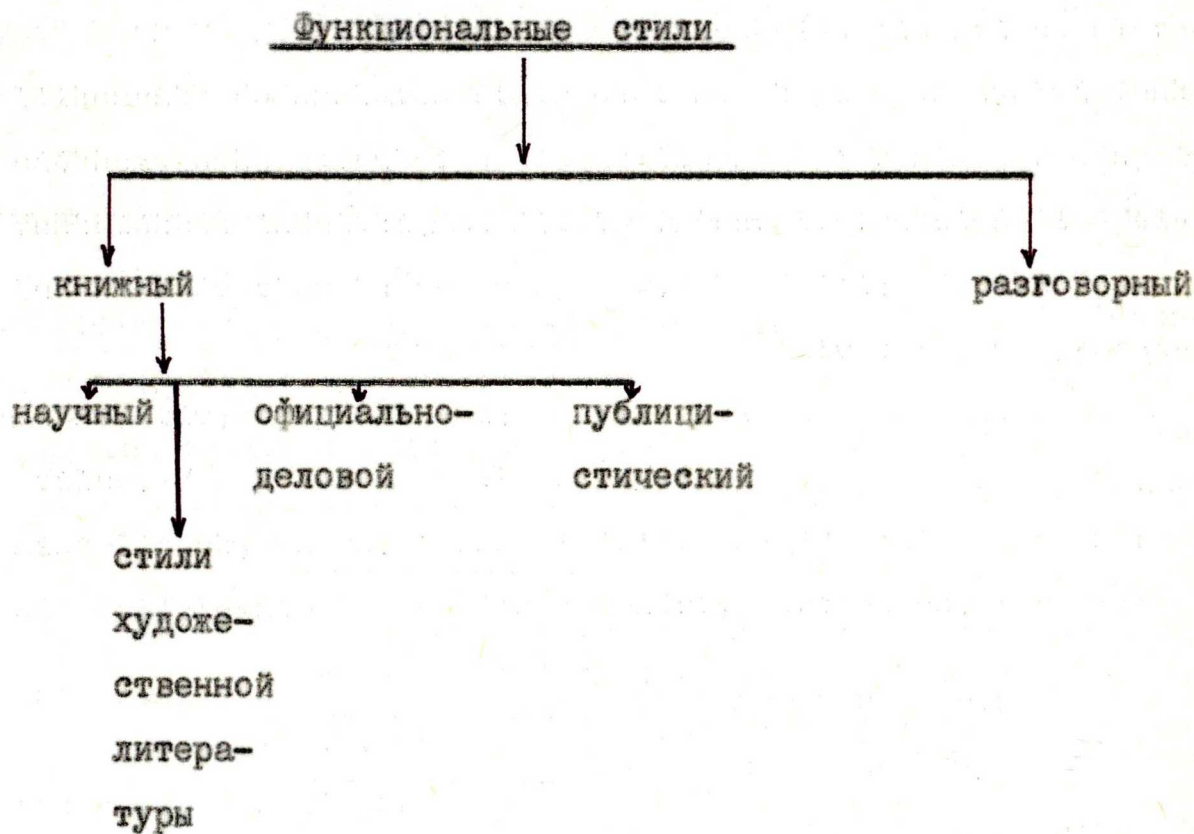 Функциональные стили
книжный разговорный
научный официально- публици-
деловой стический
стили
художе-
ственной
литера-
туры